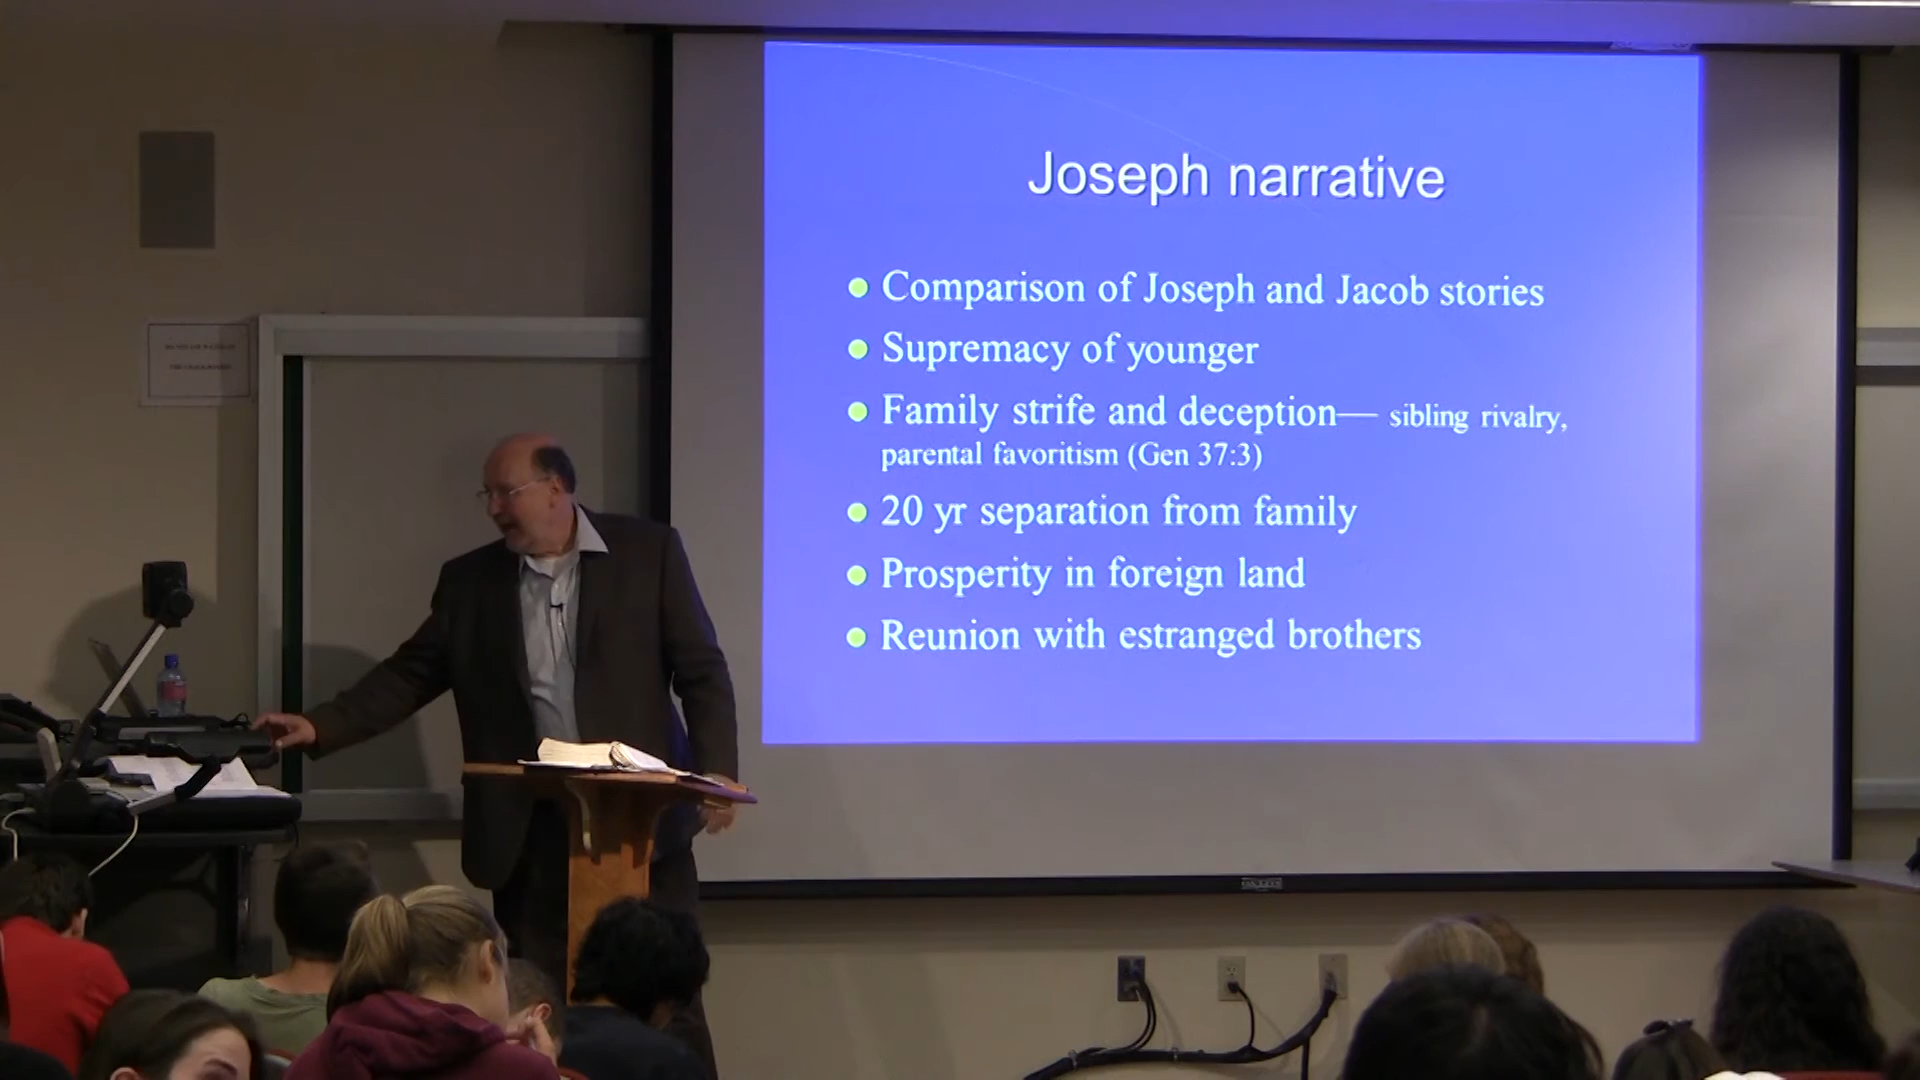 Joseph narrative
Comparison of Joseph and Jacob stories
Supremacy of younger
Family strife and deception— sibling rivalry,
parental favoritism (Gen 37:3)
20 yr separation from family
Prosperity in foreign land
Reunion with estranged brothers